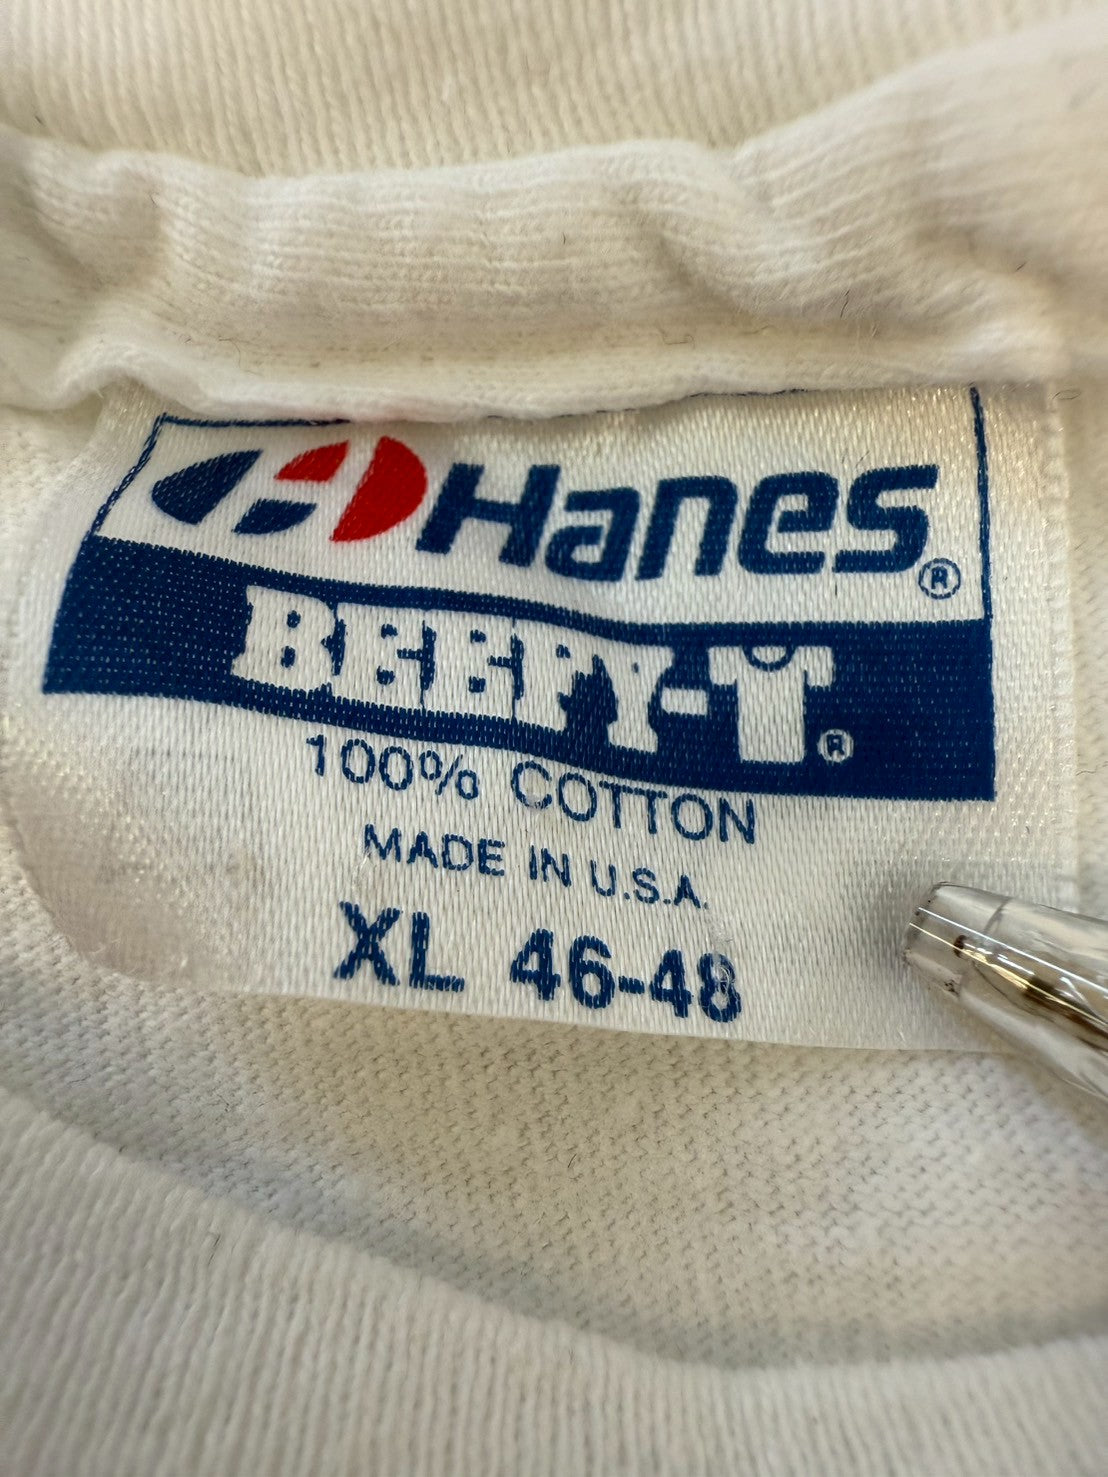 Hanes®
BEEFY-T®
100% COTTON
MADE IN U.S.A.
XL 46-48